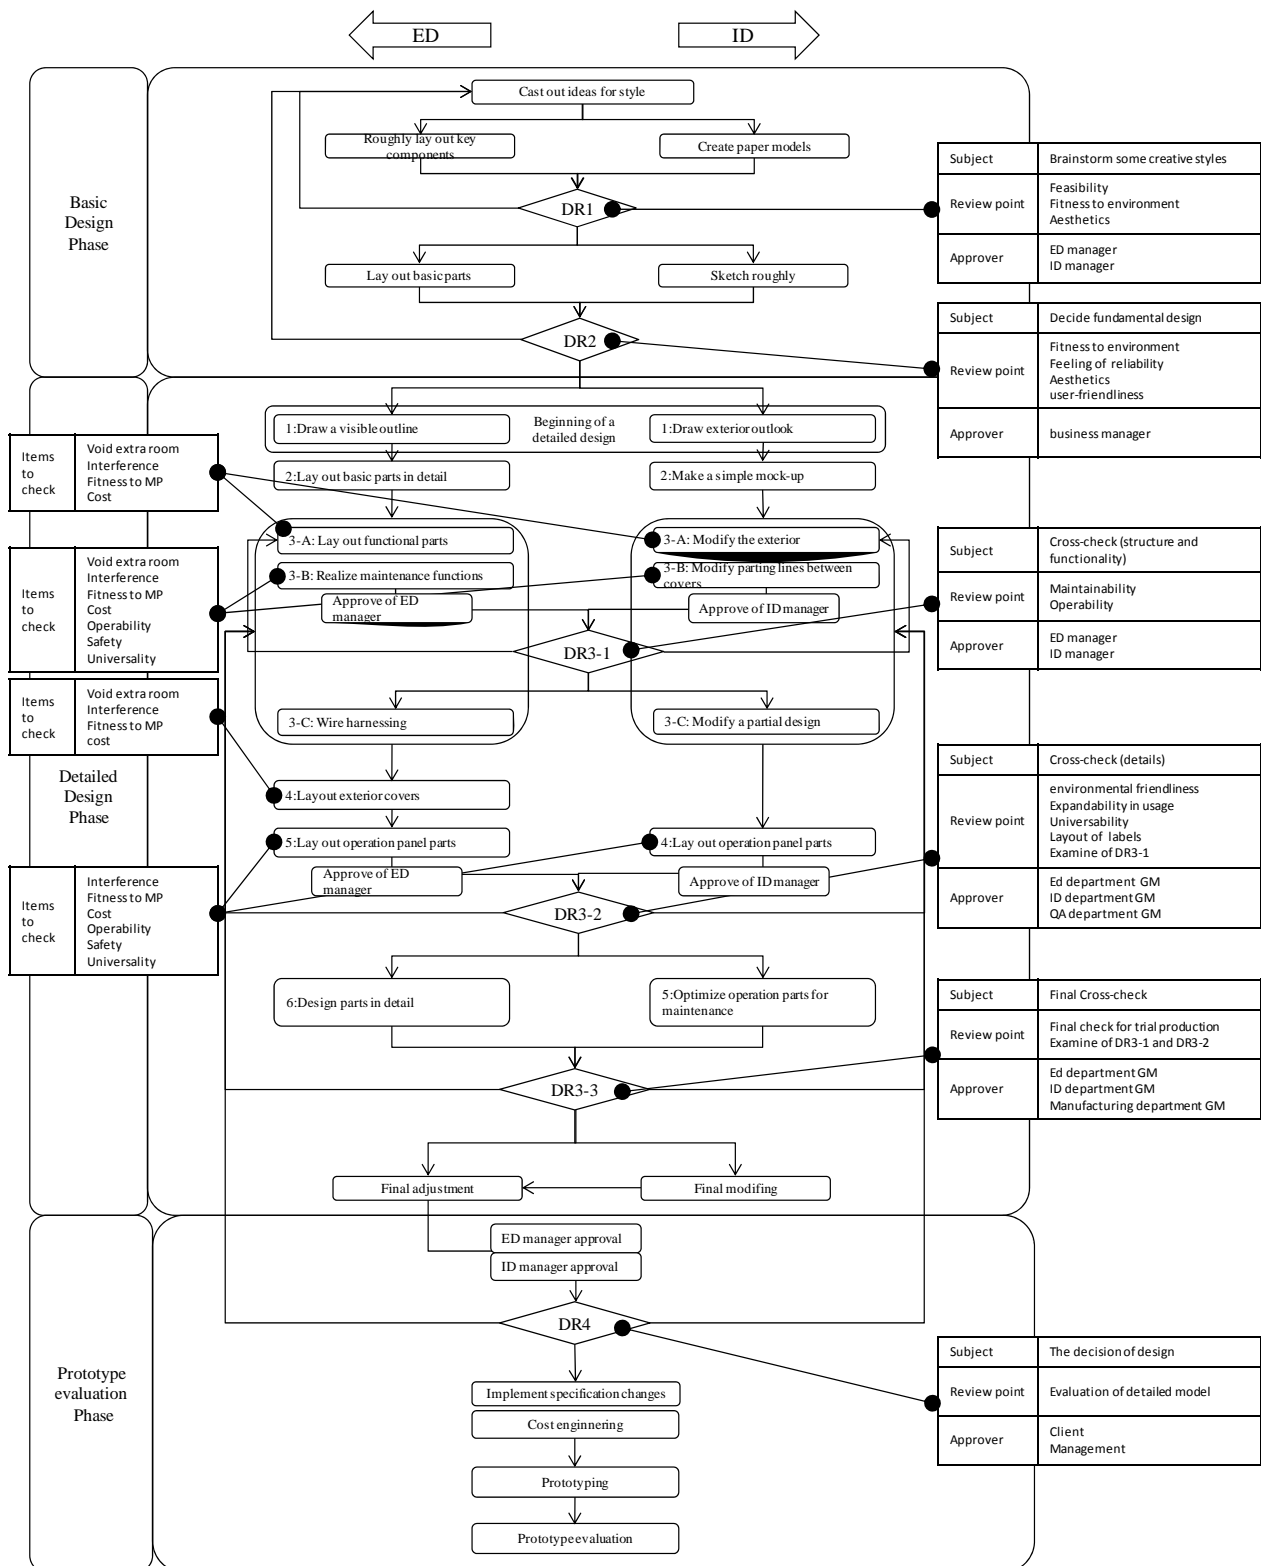 ED
ID
Cast out ideas for style
Roughly lay out key
components
Create paper models
DR1
Lay out basic parts
Sketch roughly
DR2
Basic
Design
Phase
Subject
Brainstorm some creative styles
Review point
Feasibility
Fitness to environment
Aesthetics
Approver
ED manager
ID manager
Subject
Decide fundamental design
Review point
Fitness to environment
Feeling of reliability
Aesthetics
user-friendliness
Approver
business manager
1:Draw a visible outline
Beginning of a
detailed design
1:Draw exterior outlook
2:Lay out basic parts in detail
2:Make a simple mock-up
Items
to
check
Void extra room
Interference
Fitness to MP
Cost
3-A: Lay out functional parts
3-A: Modify the exterior
3-B: Realize maintenance functions
3-B: Modify parting lines between
covers
Approve of ED
manager
Approve of ID manager
DR3-1
Items
to
check
Void extra room
Interference
Fitness to MP
Cost
Operability
Safety
Universality
Subject
Cross-check (structure and
functionality)
Review point
Maintainability
Operability
Approver
ED manager
ID manager
3-C: Wire harnessing
3-C: Modify a partial design
Items
to
check
Void extra room
Interference
Fitness to MP
cost
Detailed
Design
Phase
4:Layout exterior covers
5:Lay out operation panel parts
4:Lay out operation panel parts
Approve of ED
manager
Approve of ID manager
DR3-2
Items
to
check
Interference
Fitness to MP
Cost
Operability
Safety
Universality
Subject
Cross-check (details)
Review point
environmental friendliness
Expandability in usage
Universability
Layout of labels
Examine of DR3-1
Approver
Ed department GM
ID department GM
QA department GM
6:Design parts in detail
5:Optimize operation parts for
maintenance
DR3-3
Subject
Final Cross-check
Review point
Final check for trial production
Examine of DR3-1 and DR3-2
Approver
Ed department GM
ID department GM
Manufacturing department GM
Final adjustment
Final modifing
ED manager approval
ID manager approval
DR4
Prototype
evaluation
Phase
Implement specification changes
Cost enginnering
Prototyping
Prototype evaluation
Subject
The decision of design
Review point
Evaluation of detailed model
Approver
Client
Management